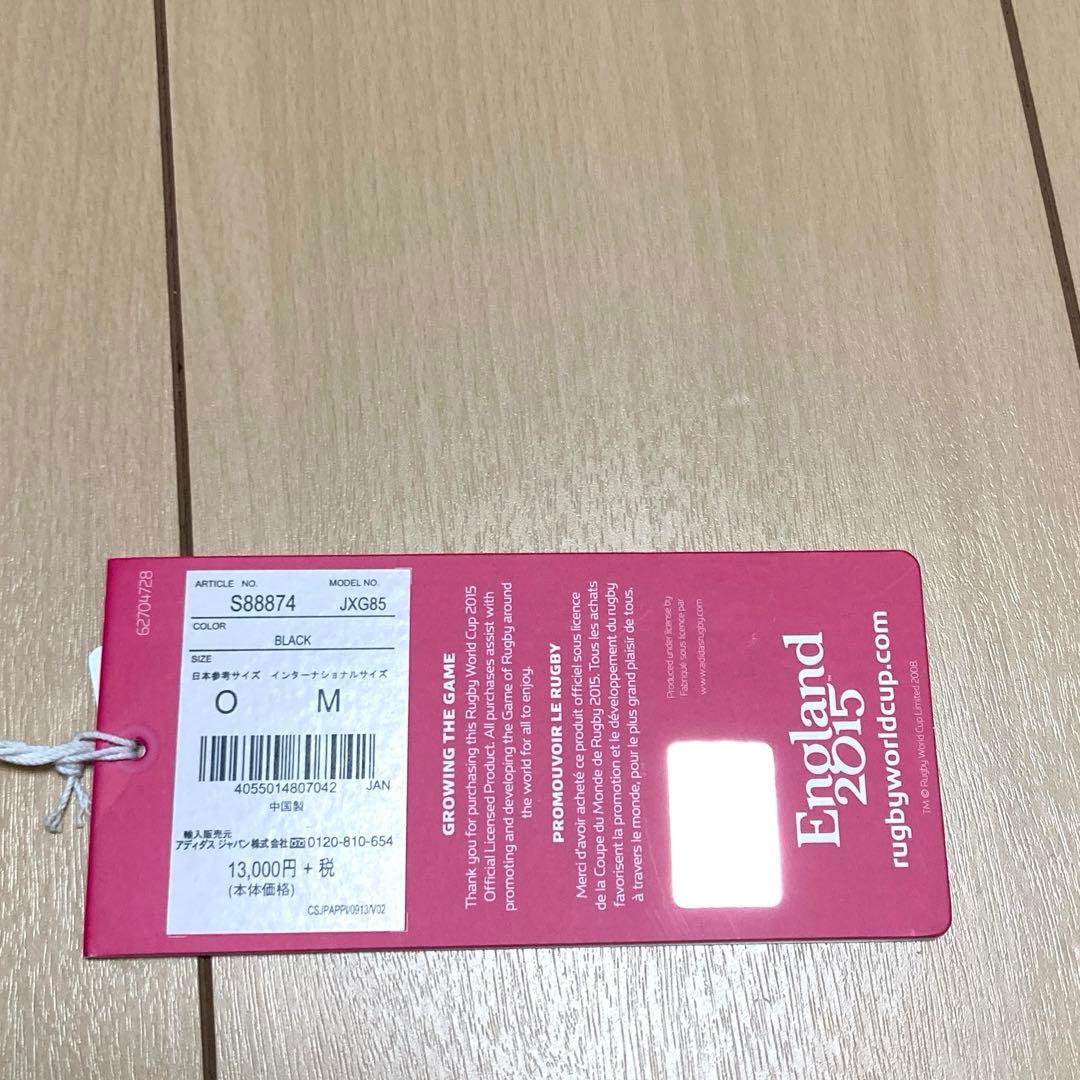 62704728
ARTICLE NO. MODEL NO.
S88874 JXG85
COLOR
BLACK
SIZE
日本参考サイズ インターナショナルサイズ
O M
4055014807042 JAN
中国製
輸入販売元
アディダス ジャパン株式会社 0120-810-654
13,000円 + 税
(本体価格)
CSJPAPPI/0913/V02
GROWING THE GAME
Thank you for purchasing this Rugby World Cup 2015
Official Licensed Product. All purchases assist with
promoting and developing the Game of Rugby around
the world for all to enjoy.
PROMOUVOIR LE RUGBY
Merci d'avoir acheté ce produit officiel sous licence
de la Coupe du Monde de Rugby 2015. Tous les achats
favorisent la promotion et le développement du rugby
à travers le monde, pour le plus grand plaisir de tous.
Produced under license by
Fabriqué sous licence par
www.adidasrugby.com
England
2015™
rugbyworldcup.com
TM © Rugby World Cup Limited 2008.